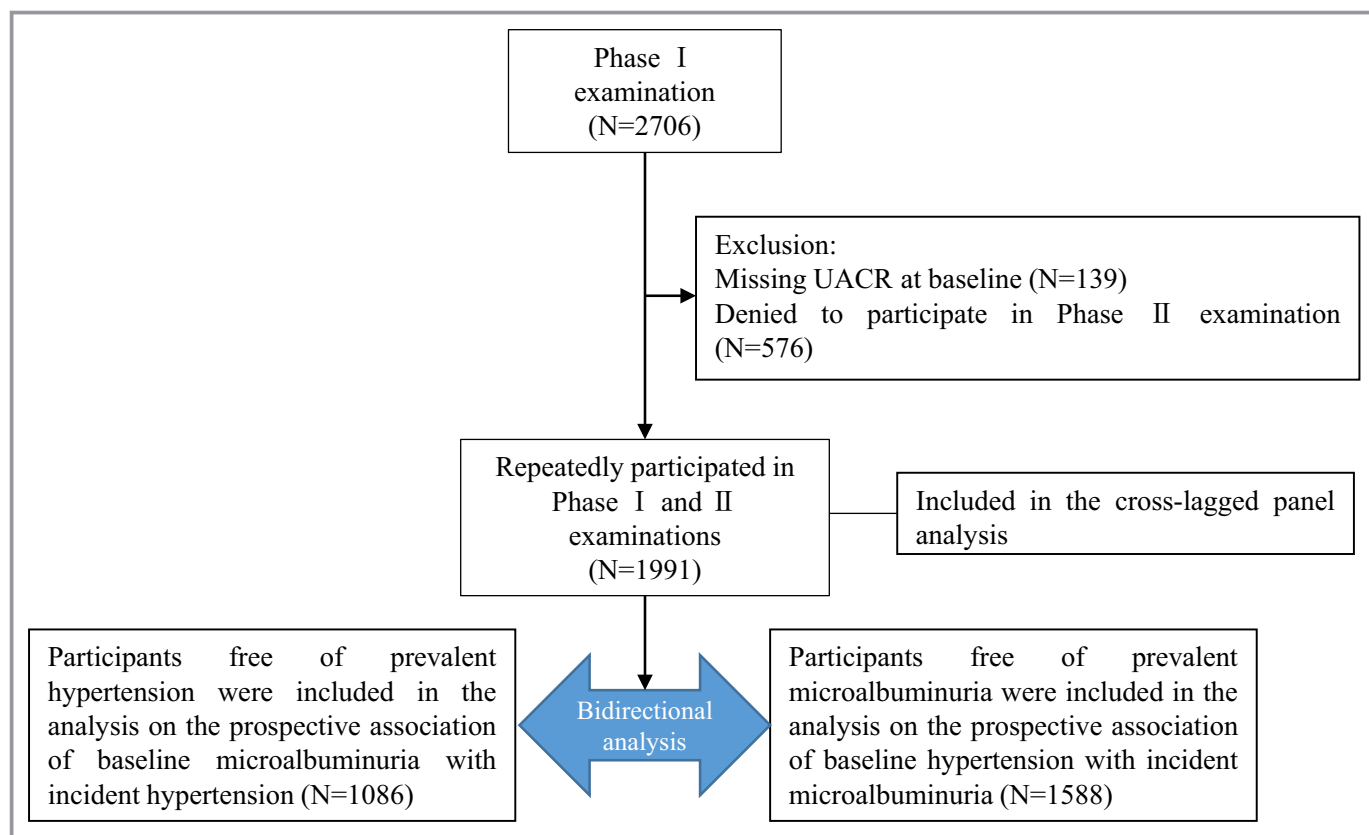 Phase Ⅰ
examination
(N=2706)
Exclusion:
Missing UACR at baseline (N=139)
Denied to participate in Phase Ⅱ examination
(N=576)
Repeatedly participated in
Phase Ⅰ and Ⅱ
examinations
(N=1991)
Included in the cross-lagged panel
analysis
Participants free of prevalent
hypertension were included in the
analysis on the prospective association
of baseline microalbuminuria with
incident hypertension (N=1086)
Bidirectional
analysis
Participants free of prevalent
microalbuminuria were included in the
analysis on the prospective association
of baseline hypertension with incident
microalbuminuria (N=1588)